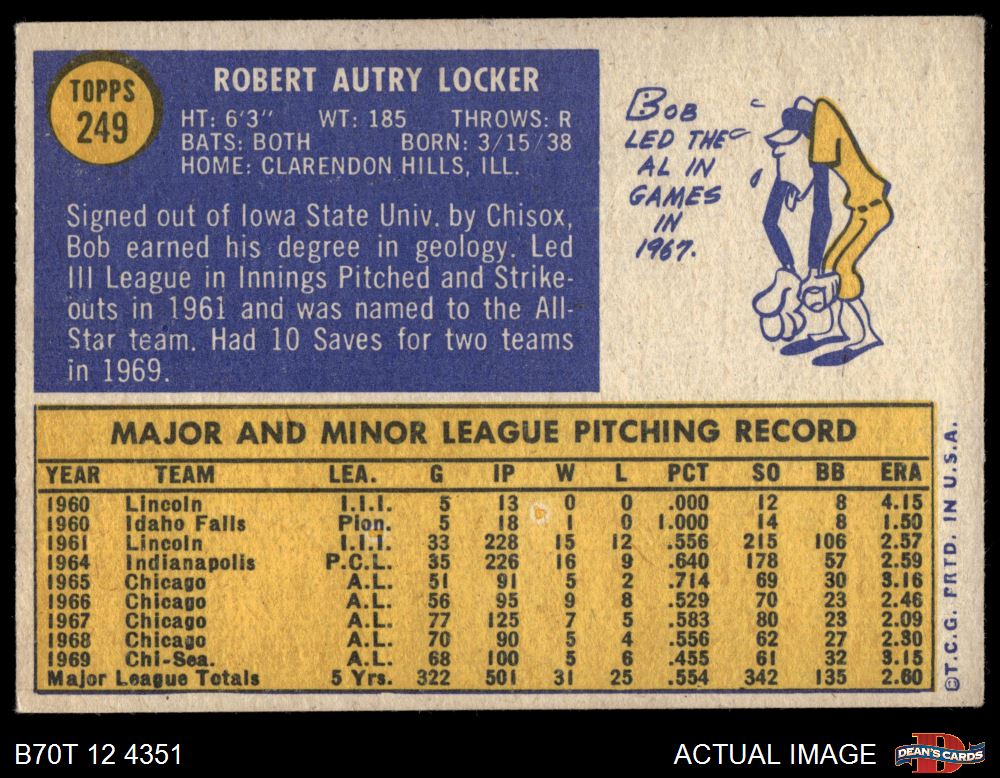 TOPPS
249
ROBERT AUTRY LOCKER
HT: 6'3" WT: 185 THROWS: R
BATS: BOTH BORN: 3/15/38
HOME: CLARENDON HILLS, ILL.
Signed out of Iowa State Univ. by Chisox,
Bob earned his degree in geology. Led
III League in Innings Pitched and Strike-
outs in 1961 and was named to the All-
Star team. Had 10 Saves for two teams
in 1969.
BOB
LED THE
AL IN
GAMES
IN
1967.
MAJOR AND MINOR LEAGUE PITCHING RECORD
YEAR TEAM LEA. G IP W L PCT SO BB ERA
1960 Lincoln I.I.I. 5 13 0 0 .000 12 8 4.15
1960 Idaho Falls Pion. 5 18 1 0 1.000 14 8 1.50
1961 Lincoln I.I.I. 33 228 15 12 .556 215 106 2.57
1964 Indianapolis P.C.L. 35 226 16 9 .640 178 57 2.59
1965 Chicago A.L. 51 91 5 2 .714 69 30 3.16
1966 Chicago A.L. 56 95 9 8 .529 70 23 2.46
1967 Chicago A.L. 77 125 7 5 .583 80 23 2.09
1968 Chicago A.L. 70 90 5 4 .556 62 27 2.30
1969 Chi-Sea. A.L. 68 100 5 6 .455 61 32 3.15
Major League Totals 5 Yrs. 322 501 31 25 .554 342 135 2.60
©T.C.G. PRTD. IN U.S.A.
B70T 12 4351
ACTUAL IMAGE
DEAN'S CARDS